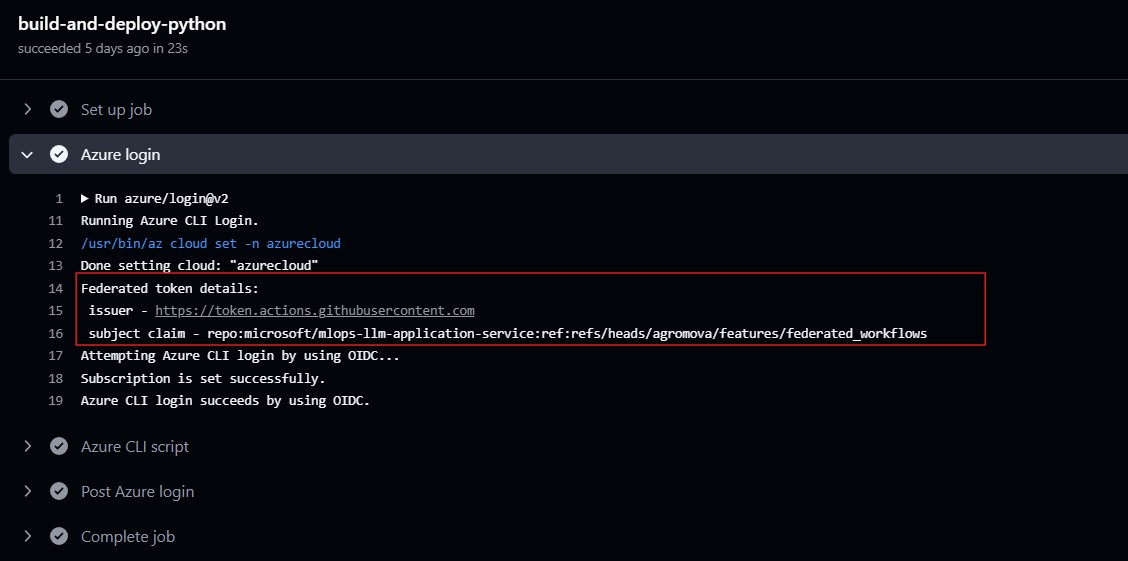 build-and-deploy-python
succeeded 5 days ago in 23s
Set up job
Azure login
1 Run azure/login@v2
11 Running Azure CLI Login.
12 /usr/bin/az cloud set -n azurecloud
13 Done setting cloud: "azurecloud"
14 Federated token details:
15 issuer - https://token.actions.githubusercontent.com
16 subject claim - repo:microsoft/mlops-llm-application-service:ref:refs/heads/agromova/features/federated_workflows
17 Attempting Azure CLI login by using OIDC...
18 Subscription is set successfully.
19 Azure CLI login succeeds by using OIDC.
Azure CLI script
Post Azure login
Complete job